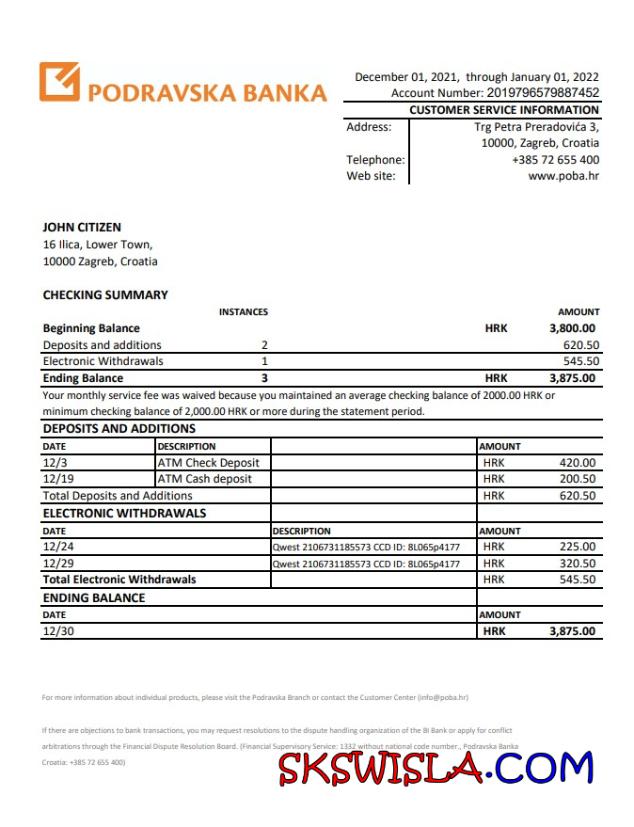 PODRAVSKA BANKA
December 01, 2021, through January 01, 2022
Account Number: 2019796579887452
CUSTOMER SERVICE INFORMATION
Address: Trg Petra Preradovića 3,
10000, Zagreb, Croatia
Telephone: +385 72 655 400
Web site: www.poba.hr
JOHN CITIZEN
16 Ilica, Lower Town,
10000 Zagreb, Croatia
CHECKING SUMMARY
INSTANCES AMOUNT
Beginning Balance HRK 3,800.00
Deposits and additions 2 620.50
Electronic Withdrawals 1 545.50
Ending Balance 3 HRK 3,875.00
Your monthly service fee was waived because you maintained an average checking balance of 2000.00 HRK or
minimum checking balance of 2,000.00 HRK or more during the statement period.
DEPOSITS AND ADDITIONS
DATE DESCRIPTION AMOUNT
12/3 ATM Check Deposit HRK 420.00
12/19 ATM Cash deposit HRK 200.50
Total Deposits and Additions HRK 620.50
ELECTRONIC WITHDRAWALS
DATE DESCRIPTION AMOUNT
12/24 Qwest 2106731185573 CCD ID: 8L065p4177 HRK 225.00
12/29 Qwest 2106731185573 CCD ID: 8L065p4177 HRK 320.50
Total Electronic Withdrawals HRK 545.50
ENDING BALANCE
DATE AMOUNT
12/30 HRK 3,875.00
For more information about individual products, please visit the Podravska Branch or contact the Customer Center (info@poba.hr)
If there are objections to bank transactions, you may request resolutions to the dispute handling organization of the BI Bank or apply for conflict
arbitrations through the Financial Dispute Resolution Board. (Financial Supervisory Service: 1332 without national code number., Podravska Banka
Croatia: +385 72 655 400)
SKSWISLA.COM